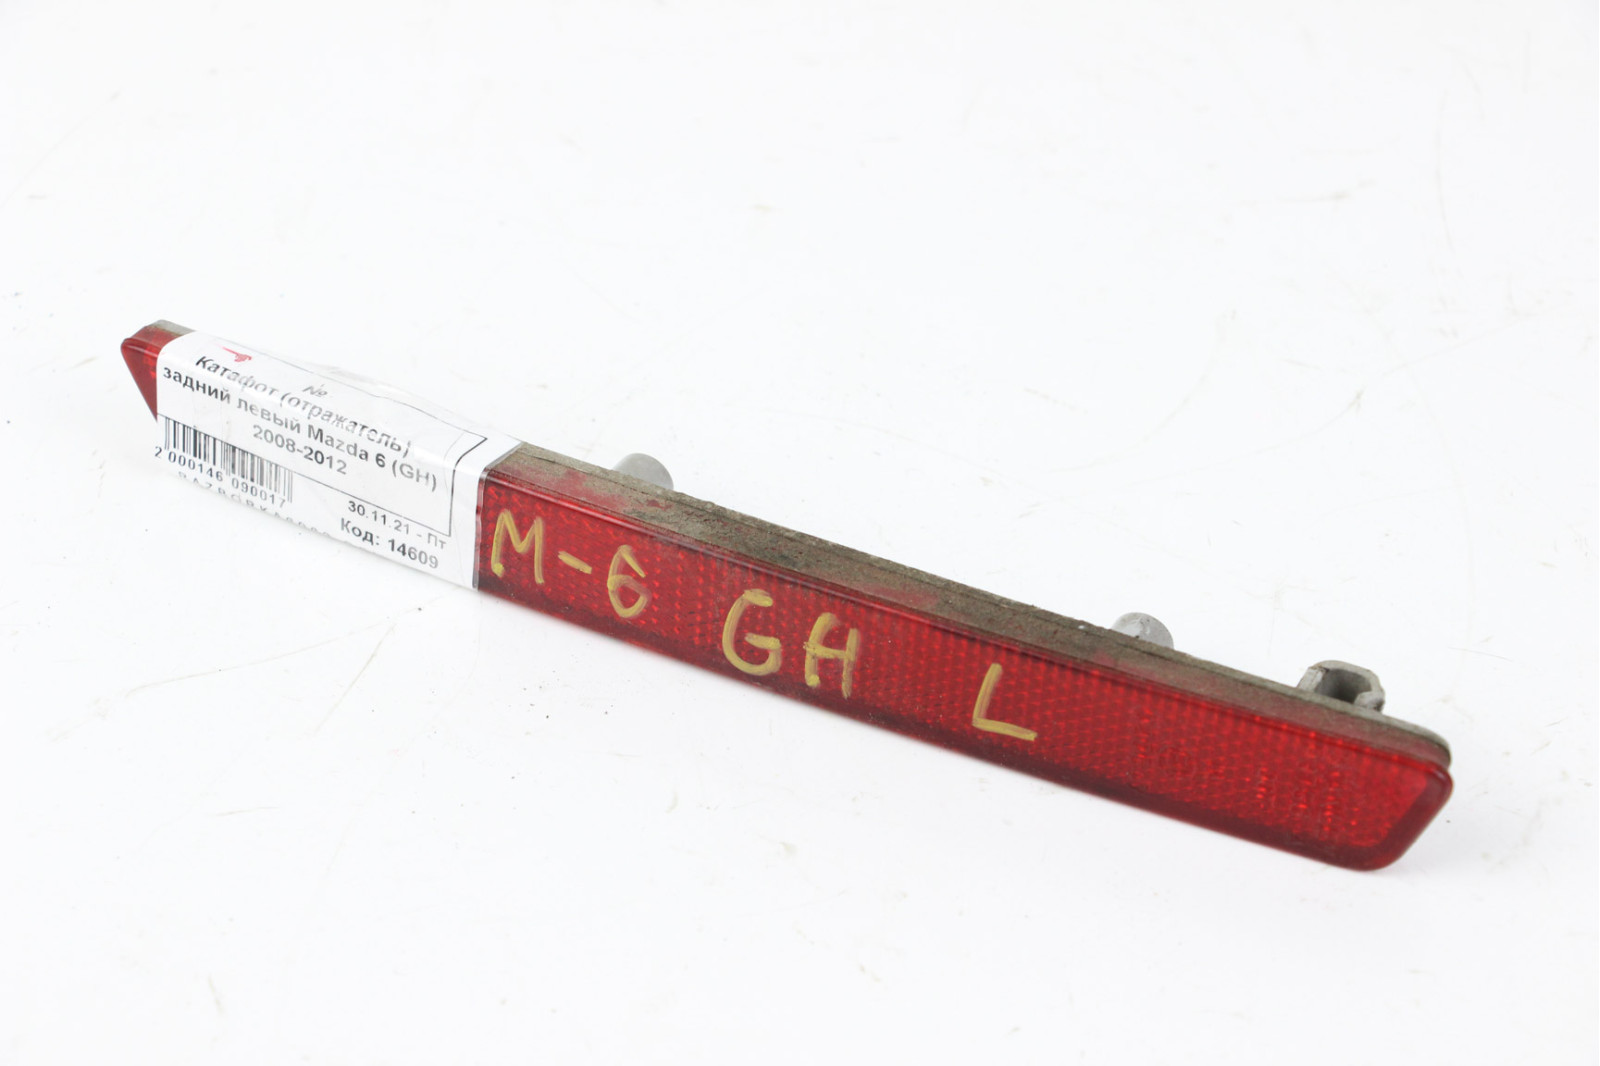 №
Катафот (отражатель)
задний левый Mazda 6 (GH)
2008-2012
30.11.21 - Пт
Код: 14609
2 000146 090017
M-6 GH L